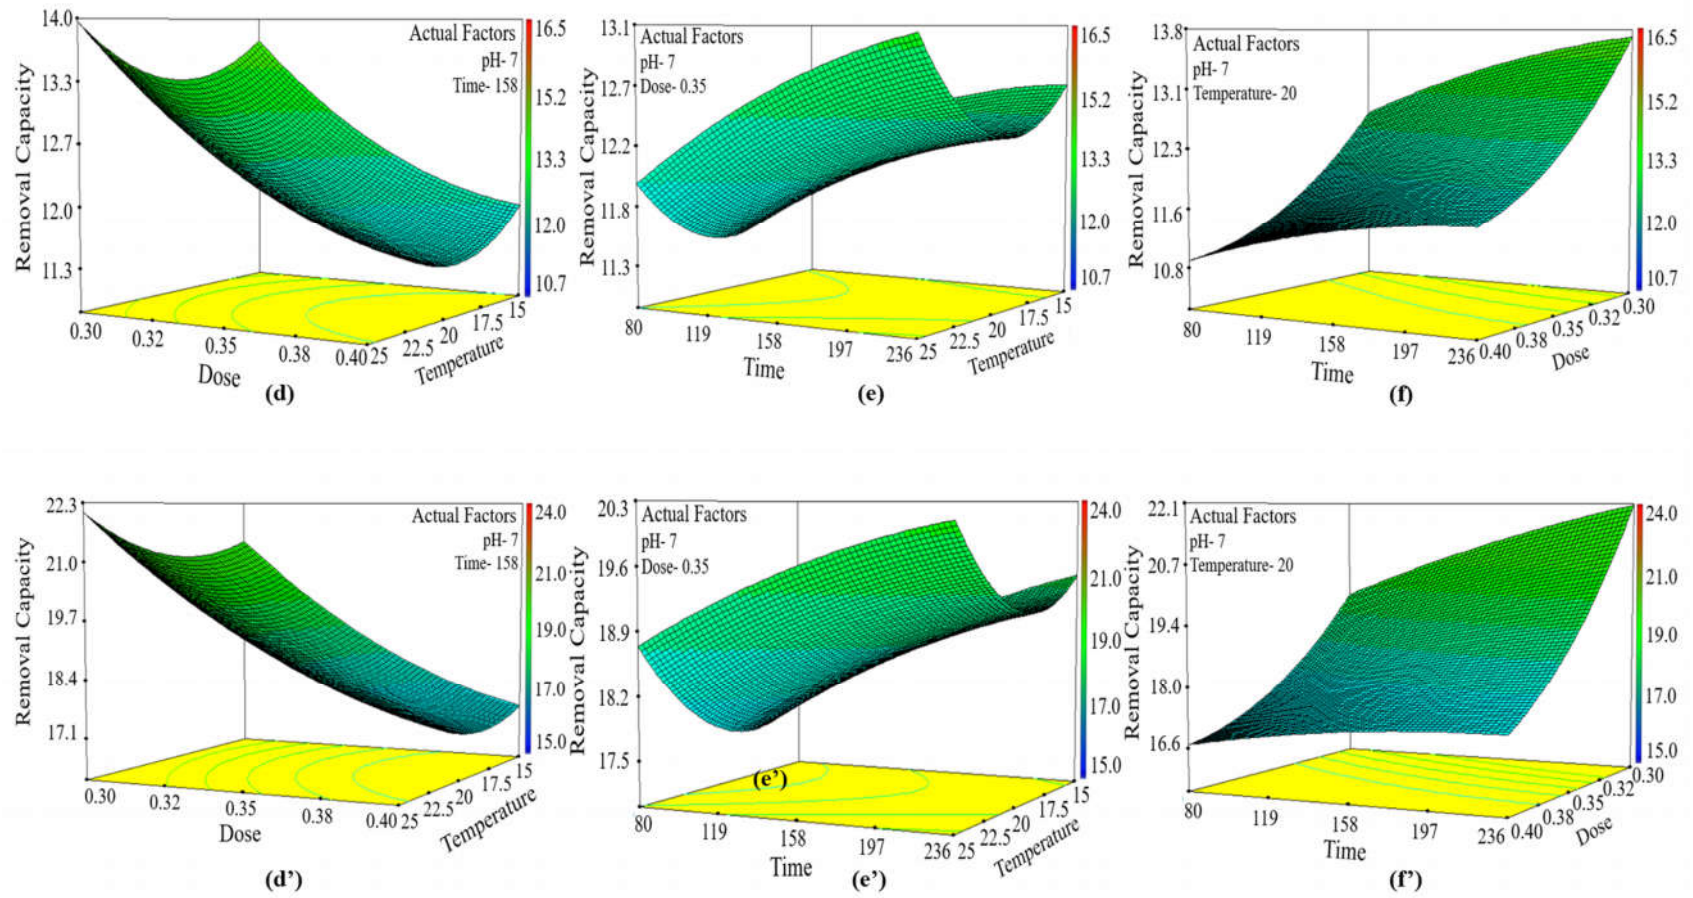 14.0
13.3
12.7
12.0
11.3
Removal Capacity
Actual Factors
pH- 7
Time- 158
16.5
15.2
13.3
12.0
10.7
0.30
0.32
0.35
0.38
0.40
25
22.5
20
17.5
15
Dose
Temperature
(d)
13.1
12.7
12.2
11.8
11.3
Removal Capacity
Actual Factors
pH- 7
Dose- 0.35
16.5
15.2
13.3
12.0
10.7
80
119
158
197
236
25
22.5
20
17.5
15
Time
Temperature
(e)
13.8
13.1
12.3
11.6
10.8
Removal Capacity
Actual Factors
pH- 7
Temperature- 20
16.5
15.2
13.3
12.0
10.7
80
119
158
197
236
0.40
0.38
0.35
0.32
0.30
Time
Dose
(f)
22.3
21.0
19.7
18.4
17.1
Removal Capacity
Actual Factors
pH- 7
Time- 158
24.0
21.0
19.0
17.0
15.0
0.30
0.32
0.35
0.38
0.40
25
22.5
20
17.5
15
Dose
Temperature
(d’)
20.3
19.6
18.9
18.2
17.5
Removal Capacity
Actual Factors
pH- 7
Dose- 0.35
24.0
21.0
19.0
17.0
15.0
(e’)
80
119
158
197
236
25
22.5
20
17.5
15
Time
Temperature
(e’)
22.1
20.7
19.4
18.0
16.6
Removal Capacity
Actual Factors
pH- 7
Temperature- 20
24.0
21.0
19.0
17.0
15.0
80
119
158
197
236
0.40
0.38
0.35
0.32
0.30
Time
Dose
(f’)